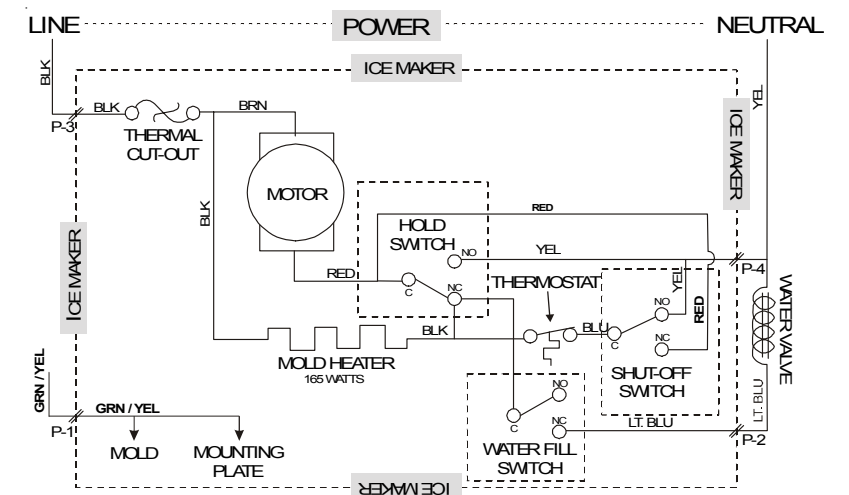 LINE
POWER
NEUTRAL
BLK
ICE MAKER
YEL
BLK
BRN
P-3
THERMAL
CUT-OUT
ICE MAKER
MOTOR
BLK
HOLD
SWITCH
RED
NO
YEL
P-4
RED
C
NC
THERMOSTAT
YEL
RED
ICE MAKER
WATER VALVE
BLK
BLU
NO
C
NC
MOLD HEATER
165 WATTS
SHUT-OFF
SWITCH
GRN / YEL
GRN / YEL
P-1
MOLD
MOUNTING
PLATE
NO
C
NC
WATER FILL
SWITCH
LT. BLU
LT. BLU
P-2
ICE MAKER